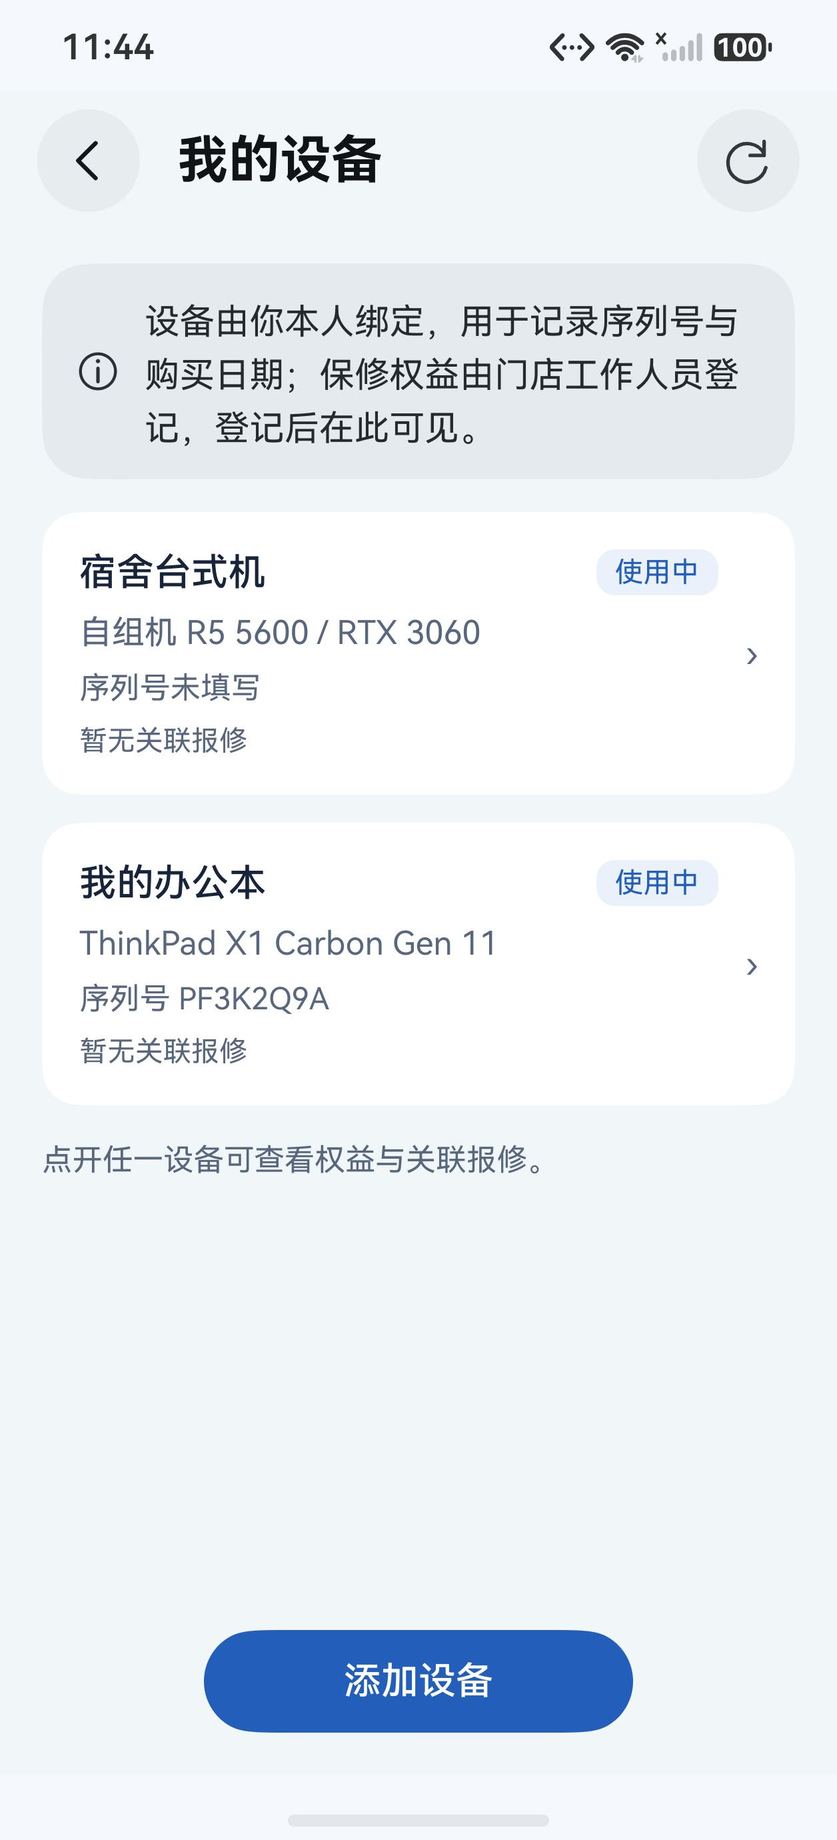 11:44
100
我的设备
设备由你本人绑定，用于记录序列号与
购买日期；保修权益由门店工作人员登
记，登记后在此可见。
宿舍台式机
使用中
自组机 R5 5600 / RTX 3060
序列号未填写
暂无关联报修
我的办公本
使用中
ThinkPad X1 Carbon Gen 11
序列号 PF3K2Q9A
暂无关联报修
点开任一设备可查看权益与关联报修。
添加设备